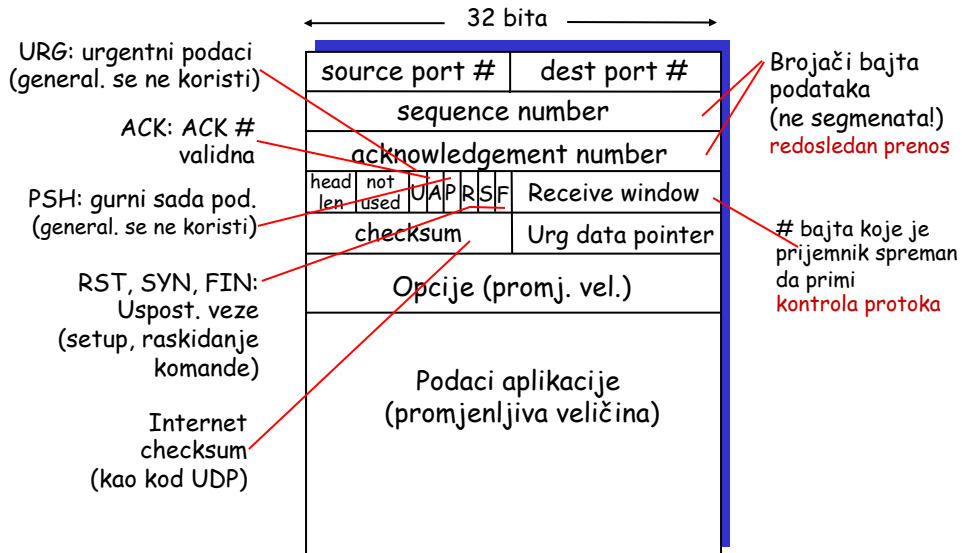 32 bita
URG: urgentni podaci
(general. se ne koristi)
ACK: ACK #
validna
PSH: gurni sada pod.
(general. se ne koristi)
RST, SYN, FIN:
Uspost. veze
(setup, raskidanje
komande)
Internet
checksum
(kao kod UDP)
source port # dest port #
sequence number
acknowledgement number
head
len
not
used
U A P R S F
Receive window
checksum
Urg data pointer
Opcije (promj. vel.)
Podaci aplikacije
(promjenljiva veličina)
Brojači bajta
podataka
(ne segmenata!)
redosledan prenos
# bajta koje je
prijemnik spreman
da primi
kontrola protoka